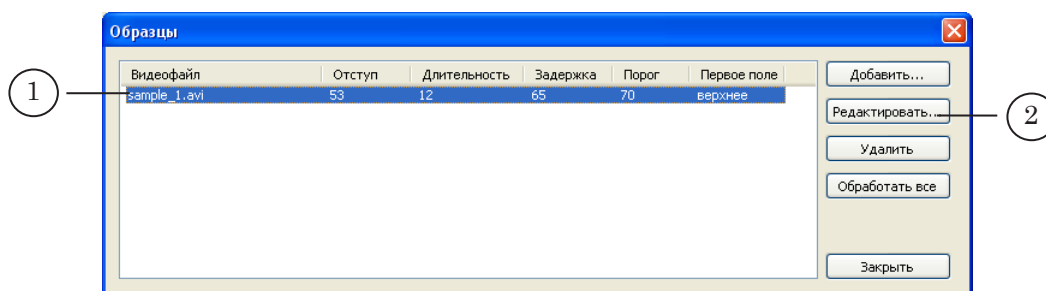 Образцы
Видеофайл Отступ Длительность Задержка Порог Первое поле
sample_1.avi 53 12 65 70 верхнее
Добавить...
Редактировать...
Удалить
Обработать все
Закрыть
1
2